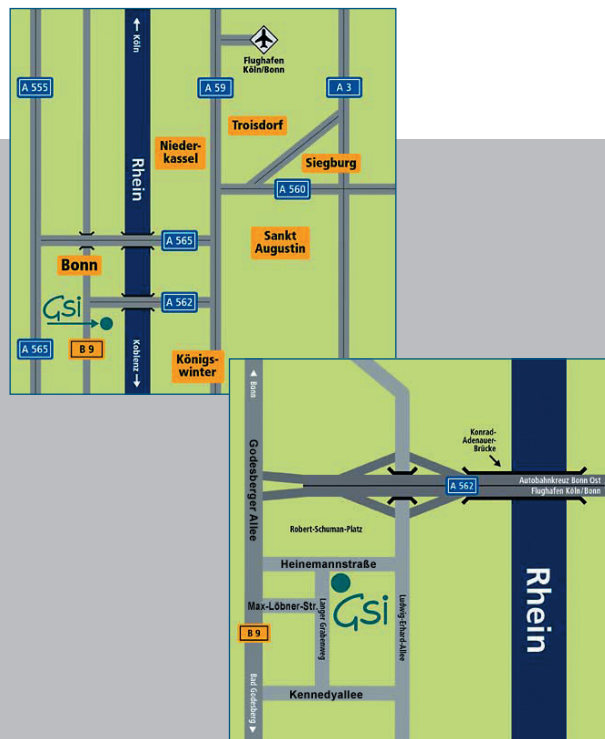 ← Köln
Flughafen
Köln/Bonn
A 555
A 59
A 3
Troisdorf
Nieder-
kassel
Siegburg
Rhein
A 560
Sankt
Augustin
A 565
Bonn
Gsi
A 562
A 565
B 9
Koblenz →
Königs-
winter
← Bonn
Godesberger Allee
Konrad-
Adenauer-
Brücke
A 562
Autobahnkreuz Bonn Ost
Flughafen Köln/Bonn
Robert-Schuman-Platz
Heinemannstraße
Rhein
Gsi
Max-Löbner-Str.
Langer Grabenweg
Ludwig-Erhard-Allee
B 9
Kennedyallee
Bad Godesberg →